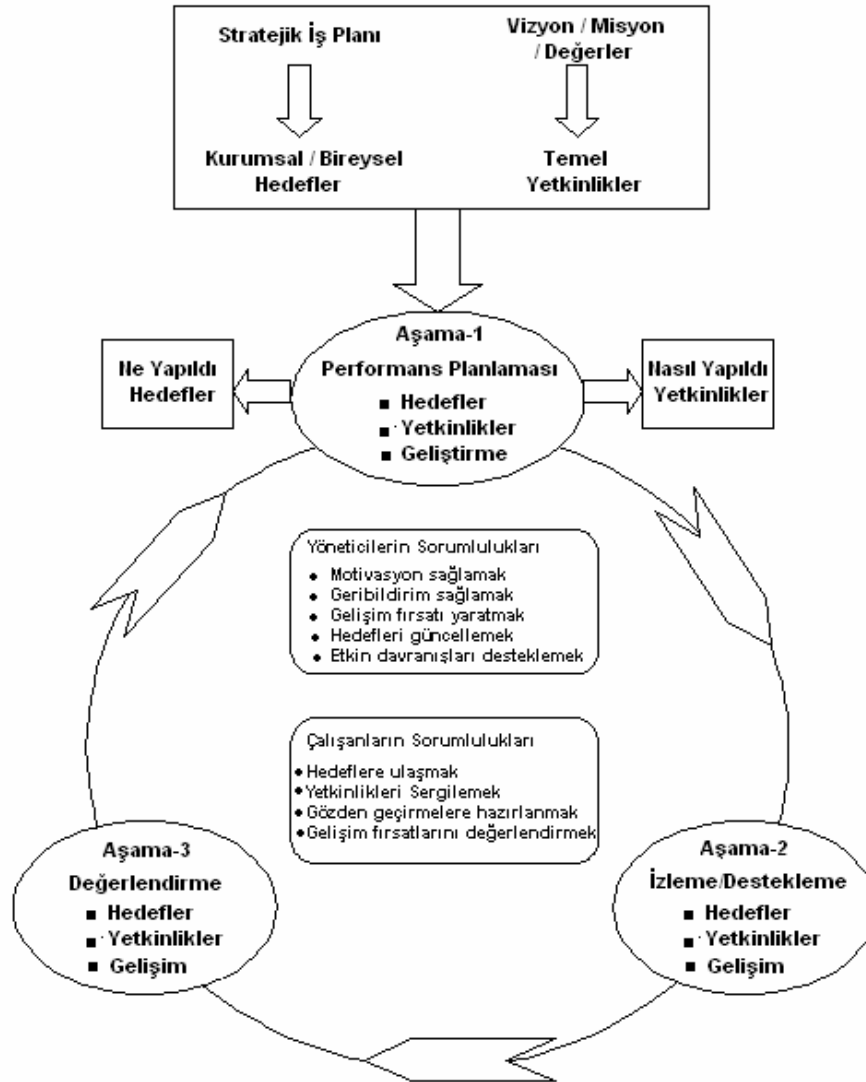 Stratejik İş Planı
Vizyon / Misyon
/ Değerler
Kurumsal / Bireysel
Hedefler
Temel
Yetkinlikler
Aşama-1
Performans Planlaması
■ Hedefler
■ Yetkinlikler
■ Geliştirme
Ne Yapıldı
Hedefler
Nasıl Yapıldı
Yetkinlikler
Yöneticilerin Sorumlulukları
● Motivasyon sağlamak
● Geribildirim sağlamak
● Gelişim fırsatı yaratmak
● Hedefleri güncellemek
● Etkin davranışları desteklemek
Çalışanların Sorumlulukları
● Hedeflere ulaşmak
● Yetkinlikleri Sergilemek
● Gözden geçirmelere hazırlanmak
● Gelişim fırsatlarını değerlendirmek
Aşama-3
Değerlendirme
■ Hedefler
■ Yetkinlikler
■ Gelişim
Aşama-2
İzleme/Destekleme
■ Hedefler
■ Yetkinlikler
■ Gelişim